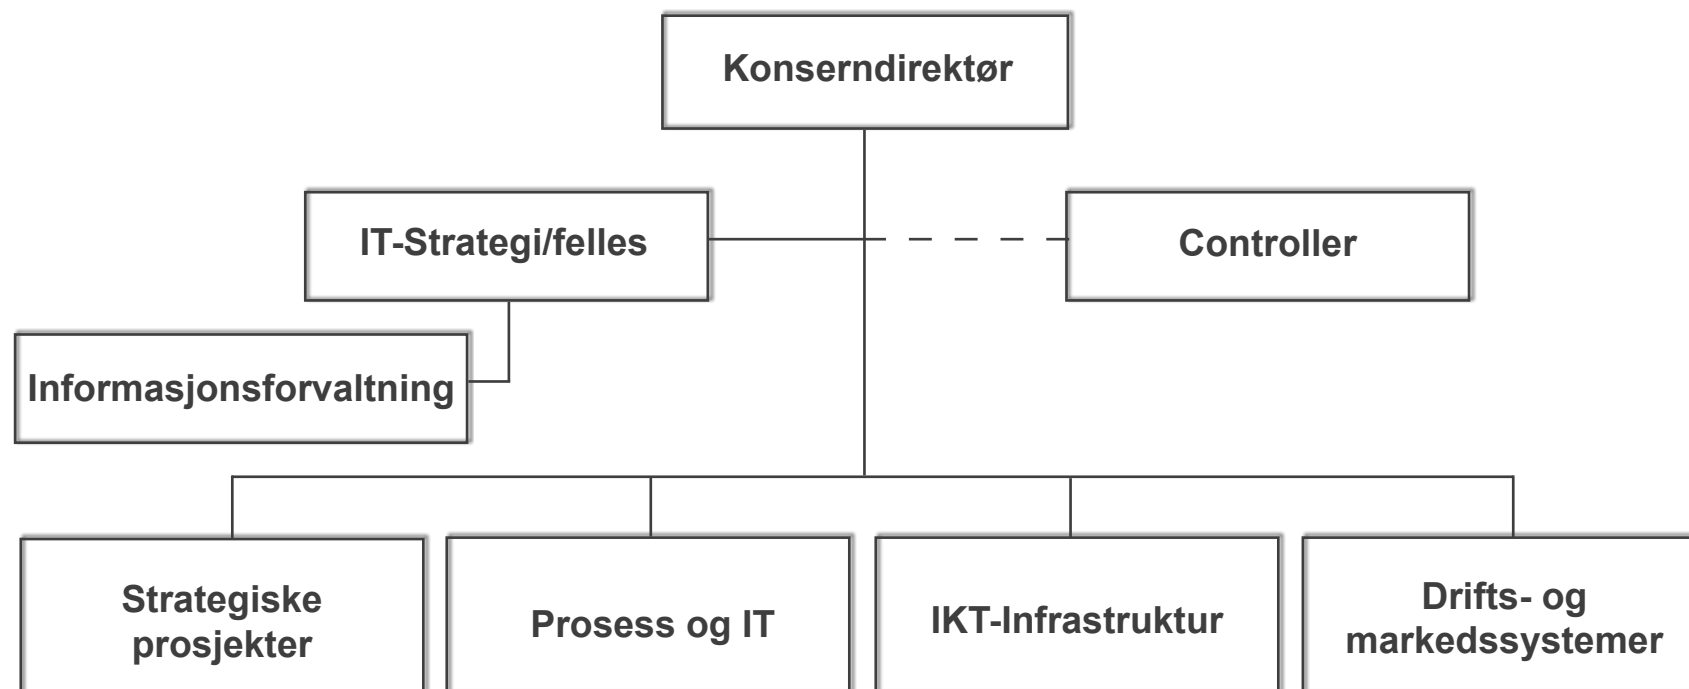 Konserndirektør
IT-Strategi/felles
Controller
Informasjonsforvaltning
Strategiske
prosjekter
Prosess og IT
IKT-Infrastruktur
Drifts- og
markedssystemer